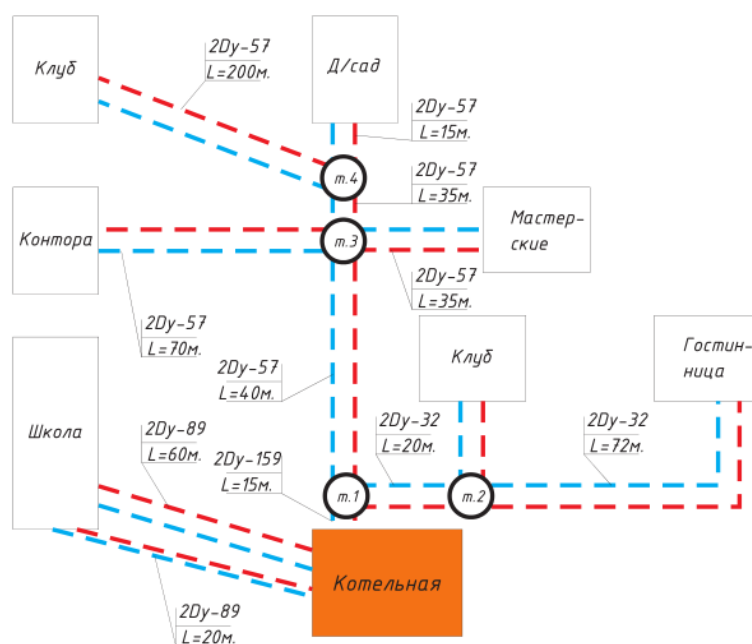 2Dy-57
L=200м.
Клуб
Д/сад
2Dy-57
L=15м.
т.4
2Dy-57
L=35м.
Контора
т.3
Мастер-
ские
2Dy-57
L=35м.
2Dy-57
L=70м.
2Dy-57
L=40м.
Клуб
Гостин-
ница
Школа
2Dy-89
L=60м.
2Dy-159
L=15м.
2Dy-32
L=20м.
2Dy-32
L=72м.
т.1
т.2
Котельная
2Dy-89
L=20м.